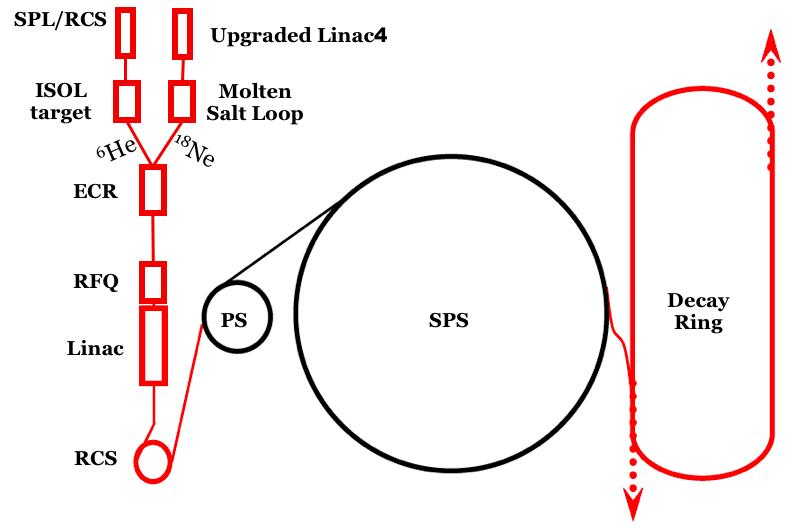 SPL/RCS
Upgraded Linac4
ISOL
target
Molten
Salt Loop
⁶He
¹⁸Ne
ECR
RFQ
Linac
RCS
PS
SPS
Decay
Ring